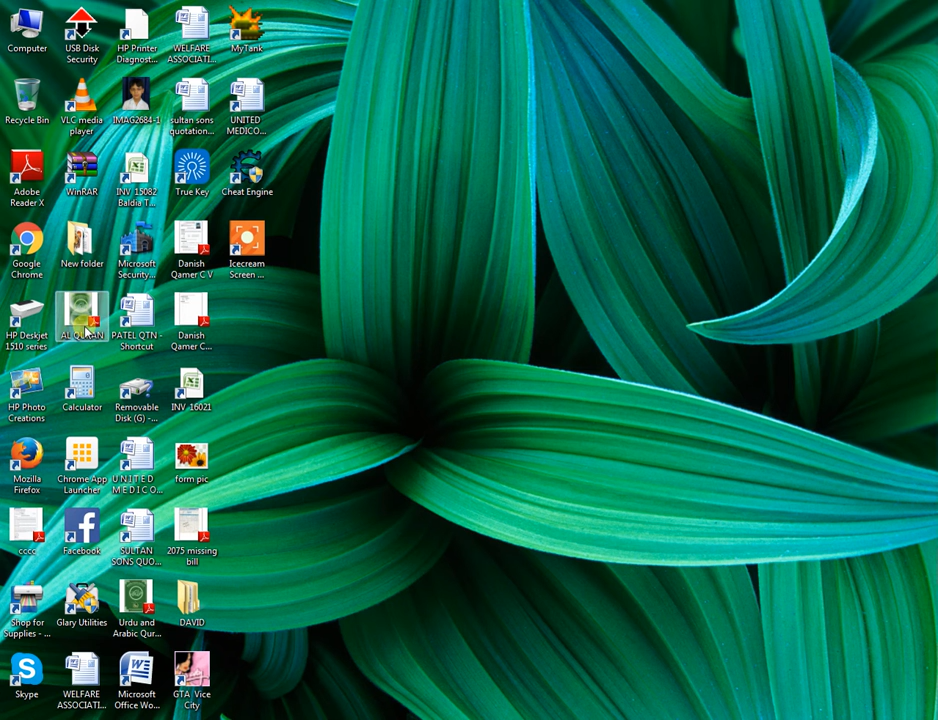 Computer
Recycle Bin
Adobe
Reader X
Google
Chrome
HP Deskjet
1510 series
HP Photo
Creations
Mozilla
Firefox
cccc
Shop for
Supplies - ...
Skype
USB Disk
Security
VLC media
player
WinRAR
New folder
AL QURAN
Calculator
Chrome App
Launcher
Facebook
Glary Utilities
WELFARE
ASSOCIATI...
HP Printer
Diagnost...
IMAG2684-1
INV 15082
Baldia T...
Microsoft
Security...
PATEL QTN -
Shortcut
Removable
Disk (G) -...
U N I T E D
M E D I C O...
SULTAN
SONS QUO...
Urdu and
Arabic Qur...
Microsoft
Office Wo...
WELFARE
ASSOCIATI...
sultan sons
quotation...
True Key
Danish
Qamer C V
Danish
Qamer C...
INV 16021
form pic
2075 missing
bill
DAVID
GTA Vice
City
MyTank
UNITED
MEDICO...
Cheat Engine
Icecream
Screen ...